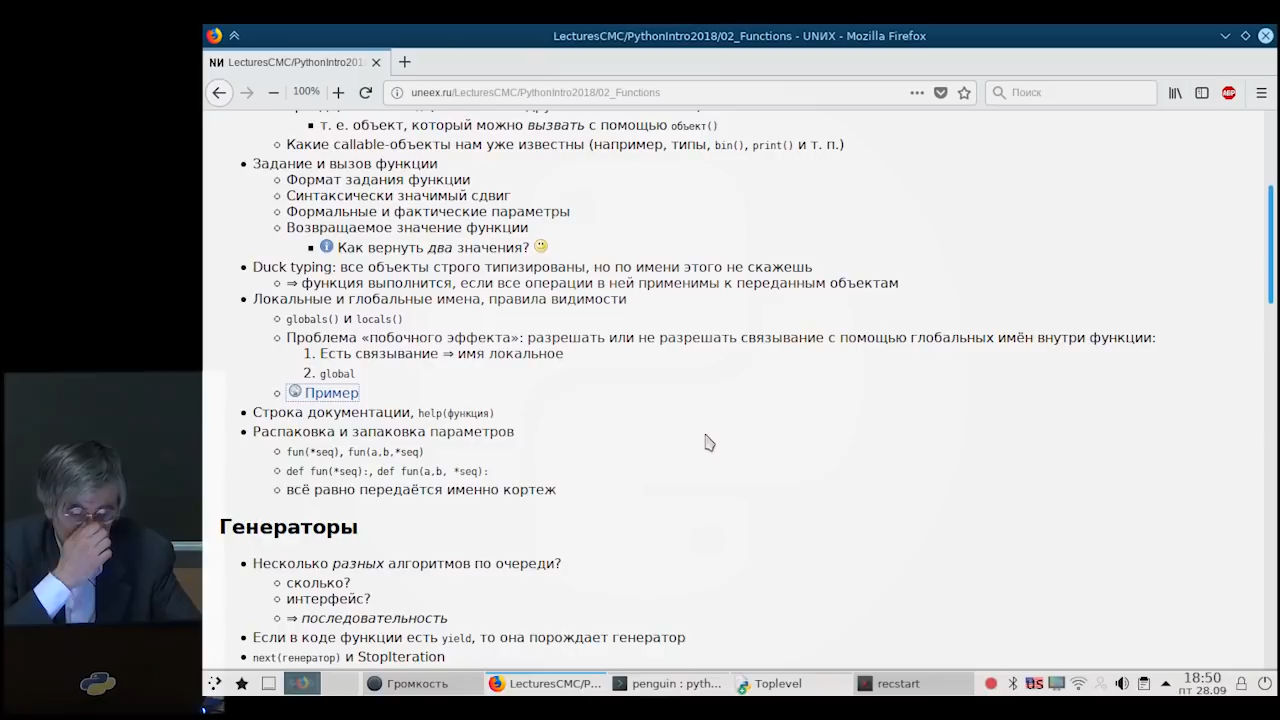 LecturesCMC/PythonIntro2018/02_Functions - UNИX - Mozilla Firefox
NИ LecturesCMC/PythonIntro201
100%
uneex.ru/LecturesCMC/PythonIntro2018/02_Functions
Поиск
ABP
т. е. объект, который можно вызвать с помощью объект()
Какие callable-объекты нам уже известны (например, типы, bin(), print() и т. п.)
Задание и вызов функции
Формат задания функции
Синтаксически значимый сдвиг
Формальные и фактические параметры
Возвращаемое значение функции
Как вернуть два значения?
Duck typing: все объекты строго типизированы, но по имени этого не скажешь
⇒ функция выполнится, если все операции в ней применимы к переданным объектам
Локальные и глобальные имена, правила видимости
globals() и locals()
Проблема «побочного эффекта»: разрешать или не разрешать связывание с помощью глобальных имён внутри функции:
1. Есть связывание ⇒ имя локальное
2. global
Пример
Строка документации, help(функция)
Распаковка и запаковка параметров
fun(*seq), fun(a,b,*seq)
def fun(*seq):, def fun(a,b, *seq):
всё равно передаётся именно кортеж
Генераторы
Несколько разных алгоритмов по очереди?
сколько?
интерфейс?
⇒ последовательность
Если в коде функции есть yield, то она порождает генератор
next(генератор) и StopIteration
Громкость
LecturesCMC/P...
penguin : pyth...
Toplevel
recstart
US
18:50
пт 28.09